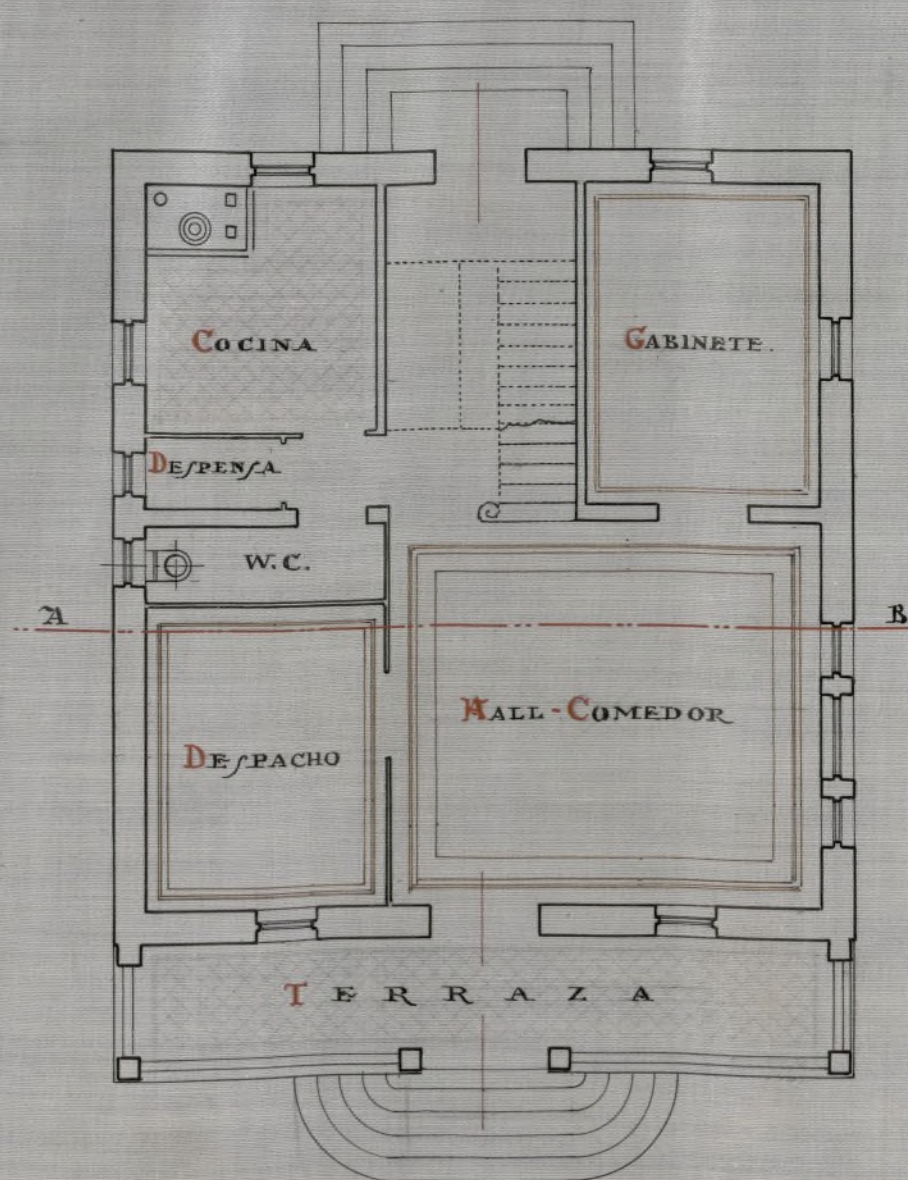 COCINA
GABINETE.
DESPENSA
W.C.
A
B
HALL-COMEDOR
DESPACHO
TERRAZA